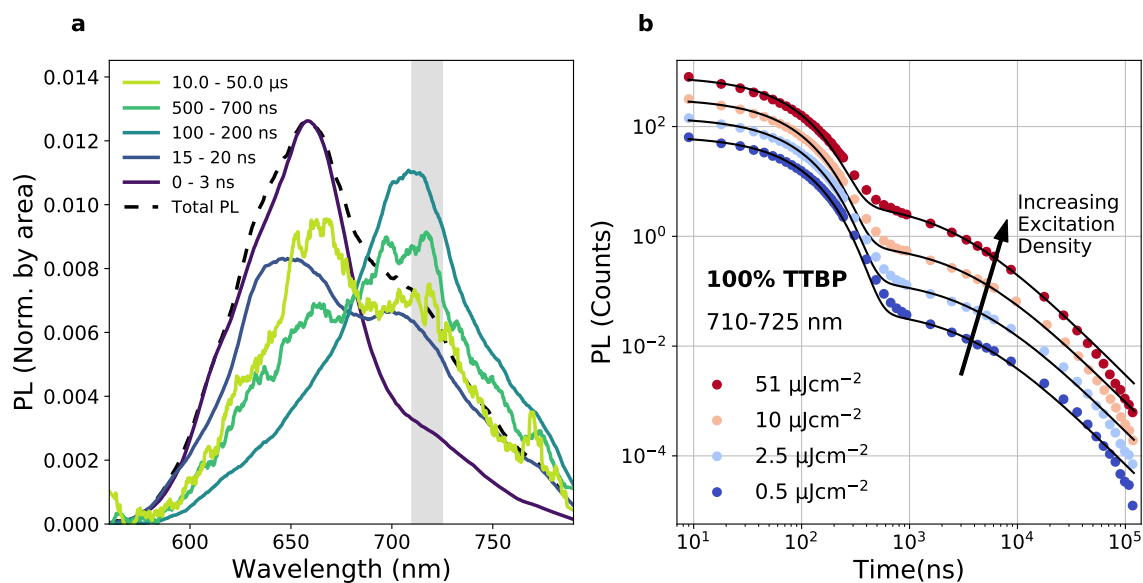 a
0.014
0.012
0.010
0.008
0.006
0.004
0.002
0.000
PL (Norm. by area)
10.0 - 50.0 μs
500 - 700 ns
100 - 200 ns
15 - 20 ns
0 - 3 ns
Total PL
600
650
700
750
Wavelength (nm)
b
10²
10⁰
10⁻²
10⁻⁴
PL (Counts)
Increasing
Excitation
Density
100% TTBP
710-725 nm
51 μJcm⁻²
10 μJcm⁻²
2.5 μJcm⁻²
0.5 μJcm⁻²
10¹
10²
10³
10⁴
10⁵
Time(ns)